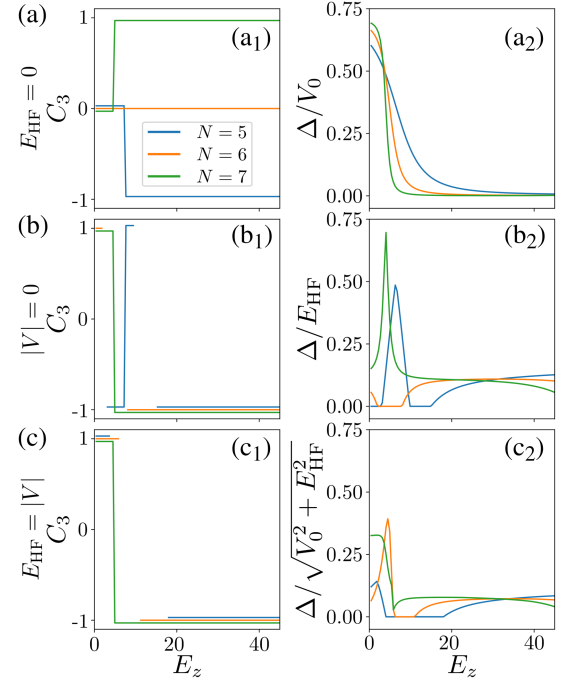 (a)
E_HF = 0
C_3
1
0
-1
(a_1)
N = 5
N = 6
N = 7
Δ/V_0
0.75
0.50
0.25
0.00
(a_2)
(b)
|V| = 0
C_3
1
0
-1
(b_1)
Δ/E_HF
0.75
0.50
0.25
0.00
(b_2)
(c)
E_HF = |V|
C_3
1
0
-1
(c_1)
0 20 40
E_z
Δ/√V_0^2 + E_HF^2
0.75
0.50
0.25
0.00
(c_2)
0 20 40
E_z